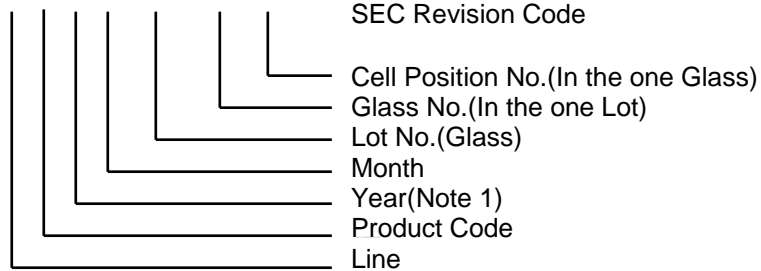 SEC Revision Code
Cell Position No.(In the one Glass)
Glass No.(In the one Lot)
Lot No.(Glass)
Month
Year(Note 1)
Product Code
Line